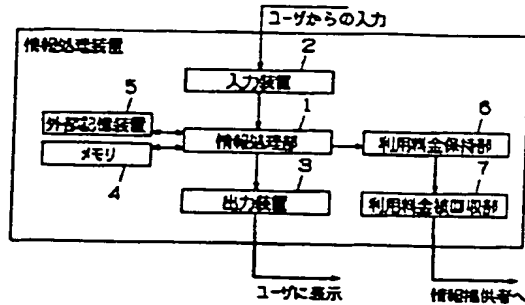 ユーザからの入力
情報処理装置
2
入力装置
5
1
6
外部記憶装置
情報処理部
利用料金保持部
メモリ
4
3
7
出力装置
利用料金被回収部
ユーザに表示
情報提供者へ